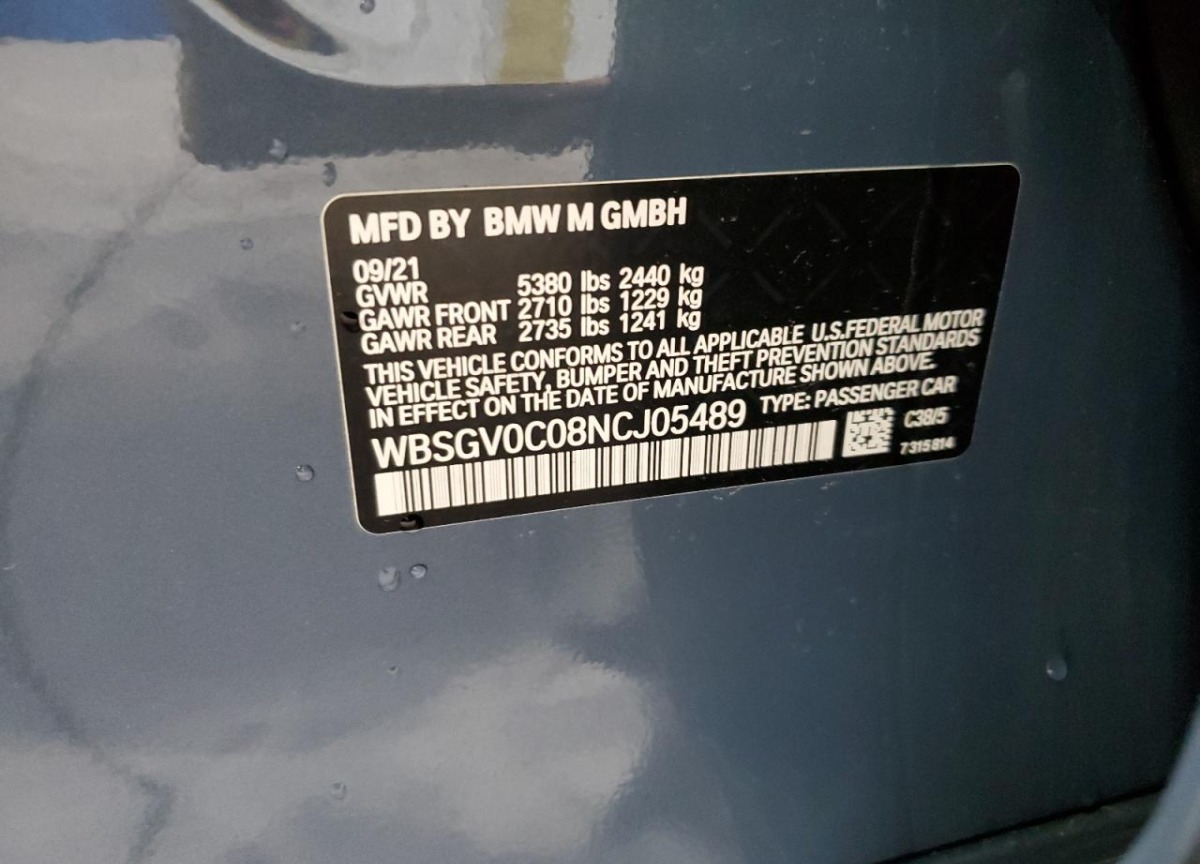 MFD BY BMW M GMBH
09/21
GVWR 5380 lbs 2440 kg
GAWR FRONT 2710 lbs 1229 kg
GAWR REAR 2735 lbs 1241 kg
THIS VEHICLE CONFORMS TO ALL APPLICABLE U.S.FEDERAL MOTOR
VEHICLE SAFETY, BUMPER AND THEFT PREVENTION STANDARDS
IN EFFECT ON THE DATE OF MANUFACTURE SHOWN ABOVE.
WBSGV0C08NCJ05489 TYPE: PASSENGER CAR
C38/5
7315814